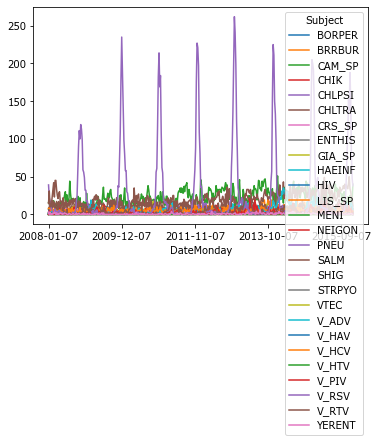 250
200
150
100
50
0
2008-01-07
2009-12-07
2011-11-07
2013-10-07
DateMonday
Subject
BORPER
BRRBUR
CAM_SP
CHIK
CHLPSI
CHLTRA
CRS_SP
ENTHIS
GIA_SP
HAEINF
HIV
LIS_SP
MENI
NEIGON
PNEU
SALM
SHIG
STRPYO
VTEC
V_ADV
V_HAV
V_HCV
V_HTV
V_PIV
V_RSV
V_RTV
YERENT